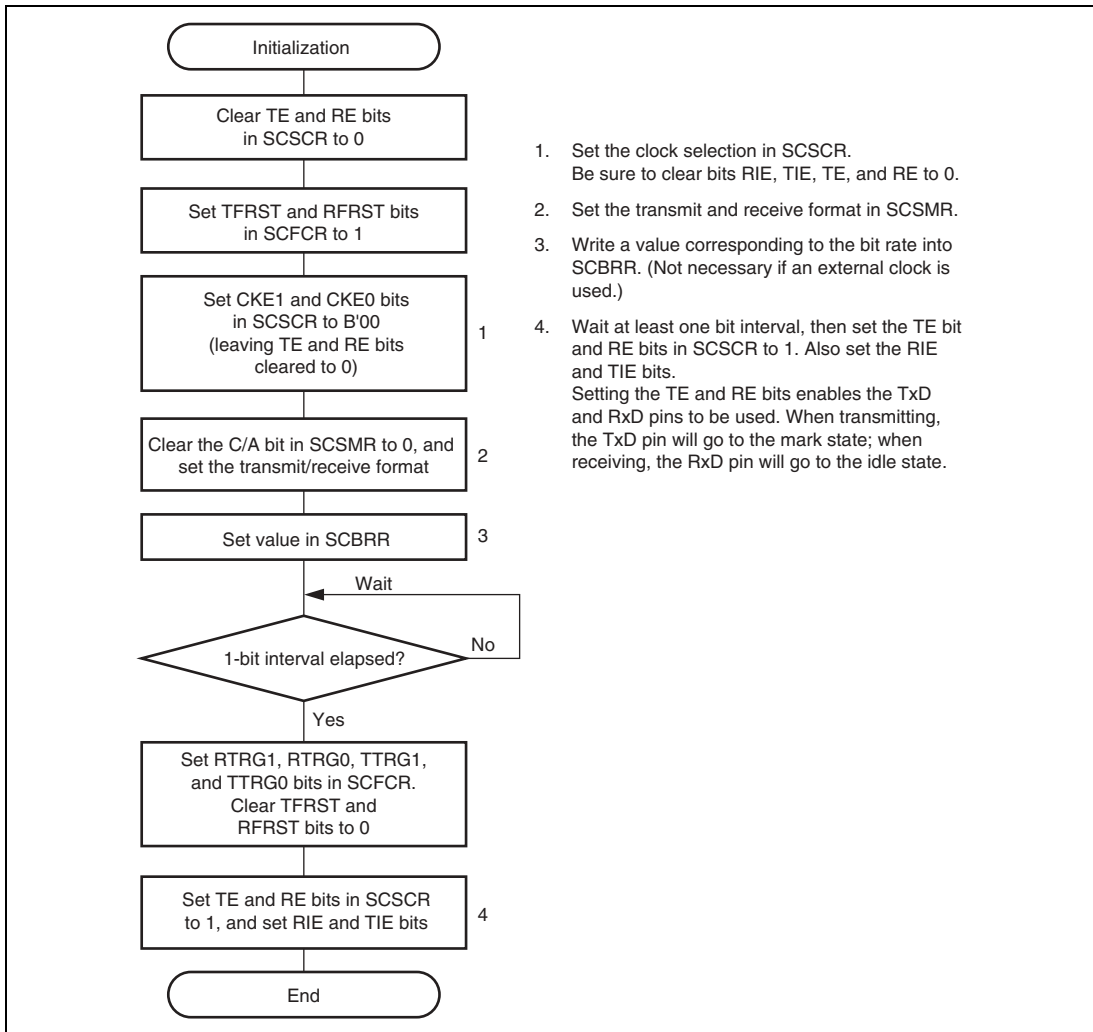 Initialization
Clear TE and RE bits
in SCSCR to 0
Set TFRST and RFRST bits
in SCFCR to 1
Set CKE1 and CKE0 bits
in SCSCR to B'00
(leaving TE and RE bits
cleared to 0)
1
Clear the C/A bit in SCSMR to 0, and
set the transmit/receive format
2
Set value in SCBRR
3
Wait
1-bit interval elapsed?
No
Yes
Set RTRG1, RTRG0, TTRG1,
and TTRG0 bits in SCFCR.
Clear TFRST and
RFRST bits to 0
Set TE and RE bits in SCSCR
to 1, and set RIE and TIE bits
4
End
1. Set the clock selection in SCSCR.
Be sure to clear bits RIE, TIE, TE, and RE to 0.
2. Set the transmit and receive format in SCSMR.
3. Write a value corresponding to the bit rate into
SCBRR. (Not necessary if an external clock is
used.)
4. Wait at least one bit interval, then set the TE bit
and RE bits in SCSCR to 1. Also set the RIE
and TIE bits.
Setting the TE and RE bits enables the TxD
and RxD pins to be used. When transmitting,
the TxD pin will go to the mark state; when
receiving, the RxD pin will go to the idle state.